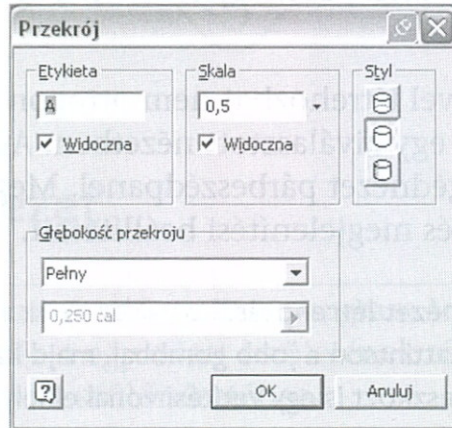 Przekrój
Etykieta
A
Widoczna
Skala
0,5
Widoczna
Styl
Głębokość przekroju
Pełny
0,250 cal
OK
Anuluj